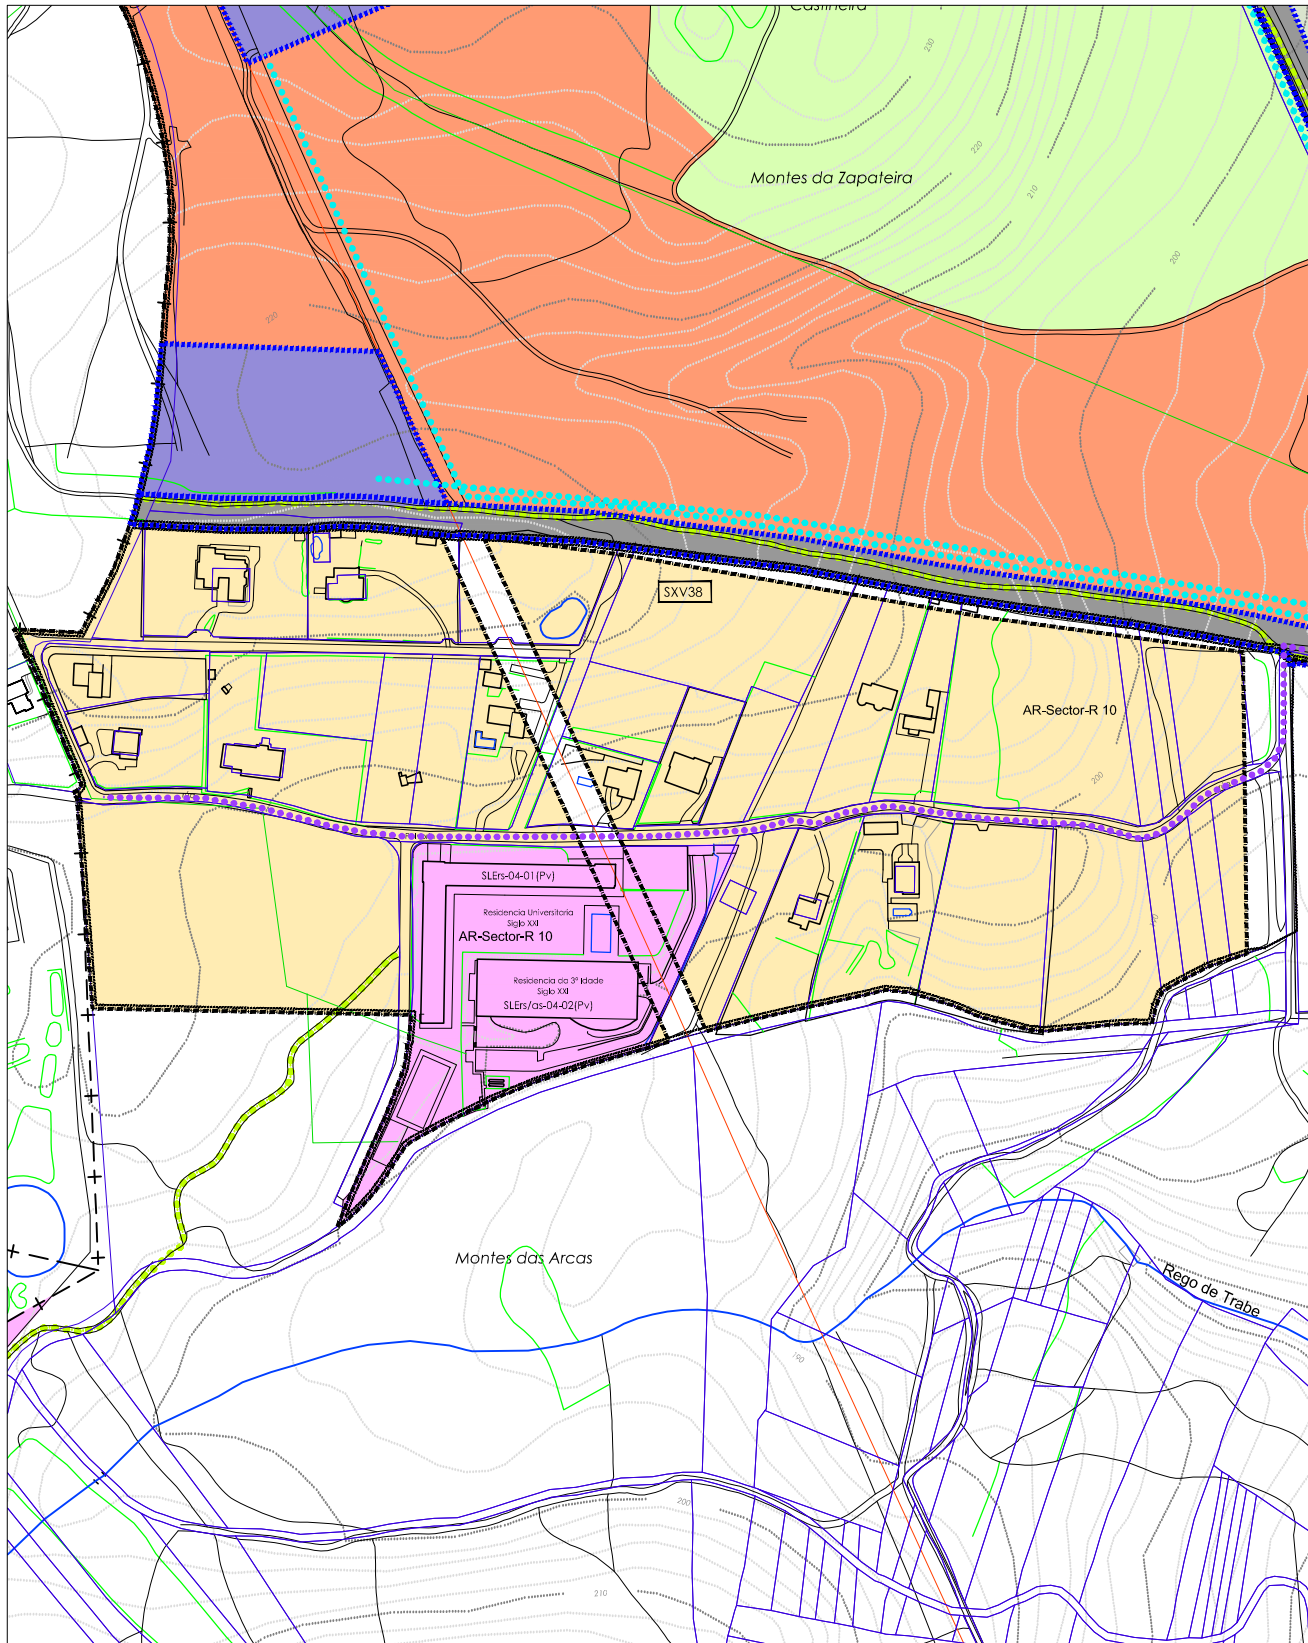 Castiñeira
230
220
Montes da Zapateira
210
200
220
SXV38
AR-Sector-R 10
200
SLErs-04-01(Pv)
Residencia Universitaria
Siglo XXI
AR-Sector-R 10
Residencia da 3ª Idade
Siglo XXI
SLErs/as-04-02(Pv)
Montes das Arcas
Rego de Trabe
190
200
210